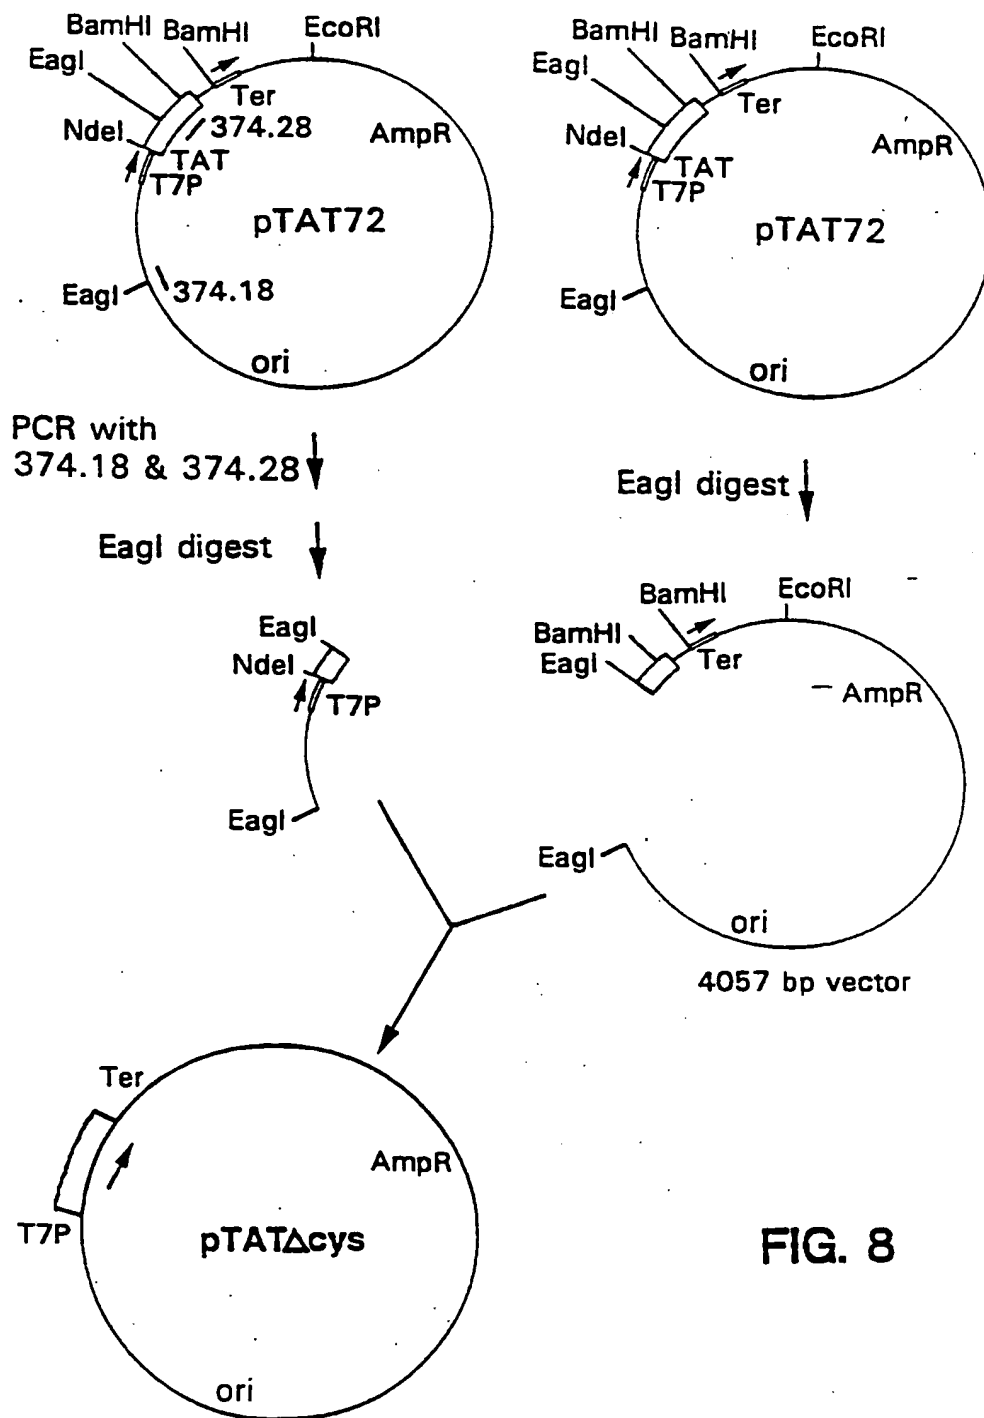 BamHI
BamHI
EcoRI
EagI
Ter
NdeI
374.28
AmpR
TAT
T7P
pTAT72
EagI
374.18
ori
BamHI
BamHI
EcoRI
EagI
Ter
NdeI
AmpR
TAT
T7P
pTAT72
EagI
ori
PCR with
374.18 & 374.28
EagI digest
EagI digest
EagI
NdeI
T7P
EagI
BamHI
EcoRI
BamHI
EagI
Ter
AmpR
EagI
ori
4057 bp vector
Ter
AmpR
T7P
pTATΔcys
ori
FIG. 8